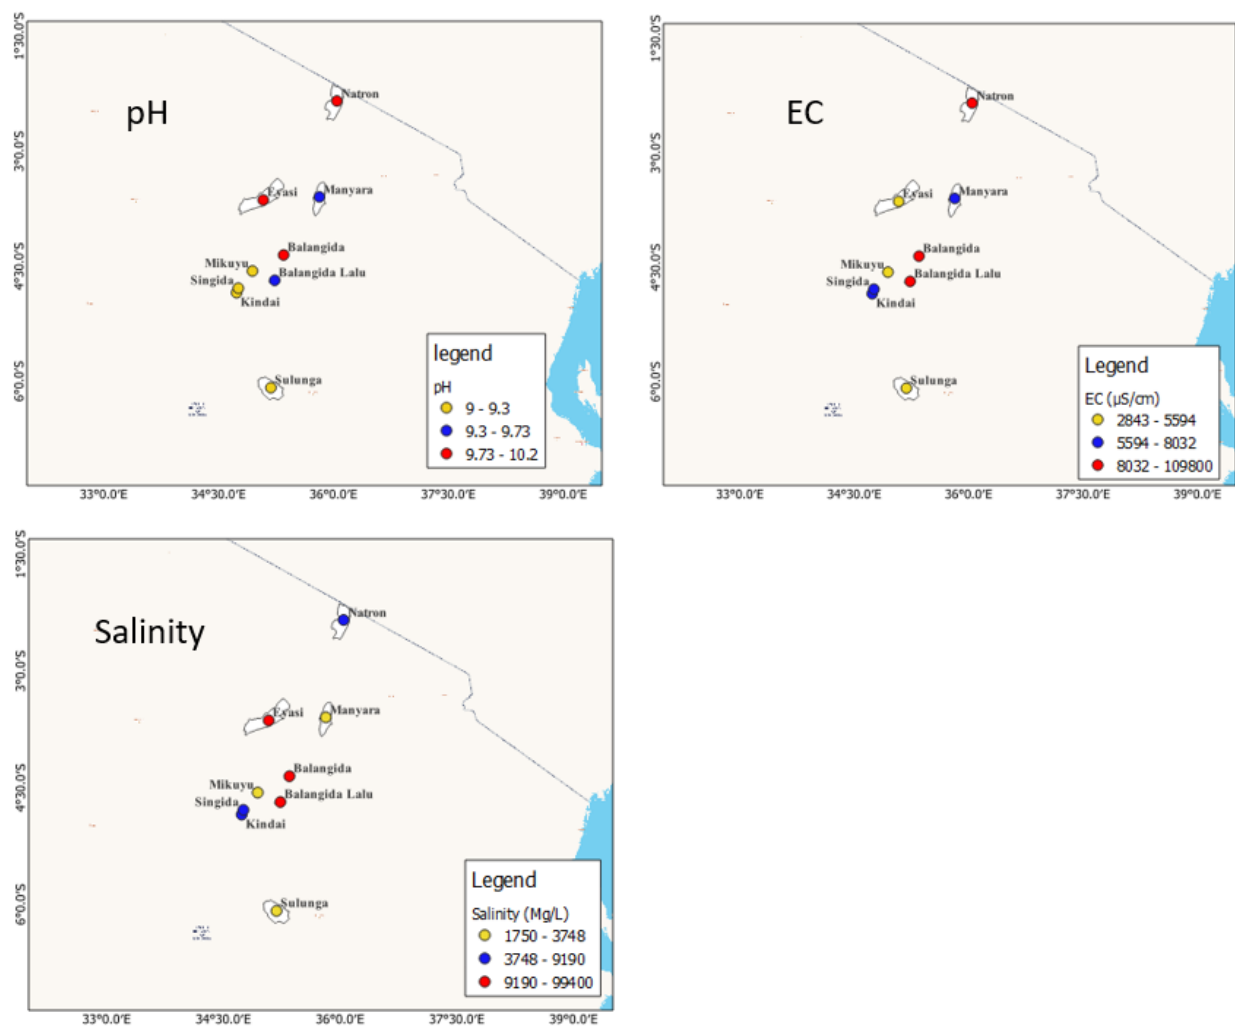 pH
1°30.0'S
3°0.0'S
4°30.0'S
6°0.0'S
Natron
Eyasi
Manyara
Balangida
Mikuyu
Balangida Lalu
Singida
Kindai
Sulunga
legend
pH
9 - 9.3
9.3 - 9.73
9.73 - 10.2
33°0.0'E
34°30.0'E
36°0.0'E
37°30.0'E
39°0.0'E
EC
1°30.0'S
3°0.0'S
4°30.0'S
6°0.0'S
Natron
Eyasi
Manyara
Balangida
Mikuyu
Balangida Lalu
Singida
Kindai
Sulunga
Legend
EC (µS/cm)
2843 - 5594
5594 - 8032
8032 - 109800
33°0.0'E
34°30.0'E
36°0.0'E
37°30.0'E
39°0.0'E
Salinity
1°30.0'S
3°0.0'S
4°30.0'S
6°0.0'S
Natron
Eyasi
Manyara
Balangida
Mikuyu
Balangida Lalu
Singida
Kindai
Sulunga
Legend
Salinity (Mg/L)
1750 - 3748
3748 - 9190
9190 - 99400
33°0.0'E
34°30.0'E
36°0.0'E
37°30.0'E
39°0.0'E